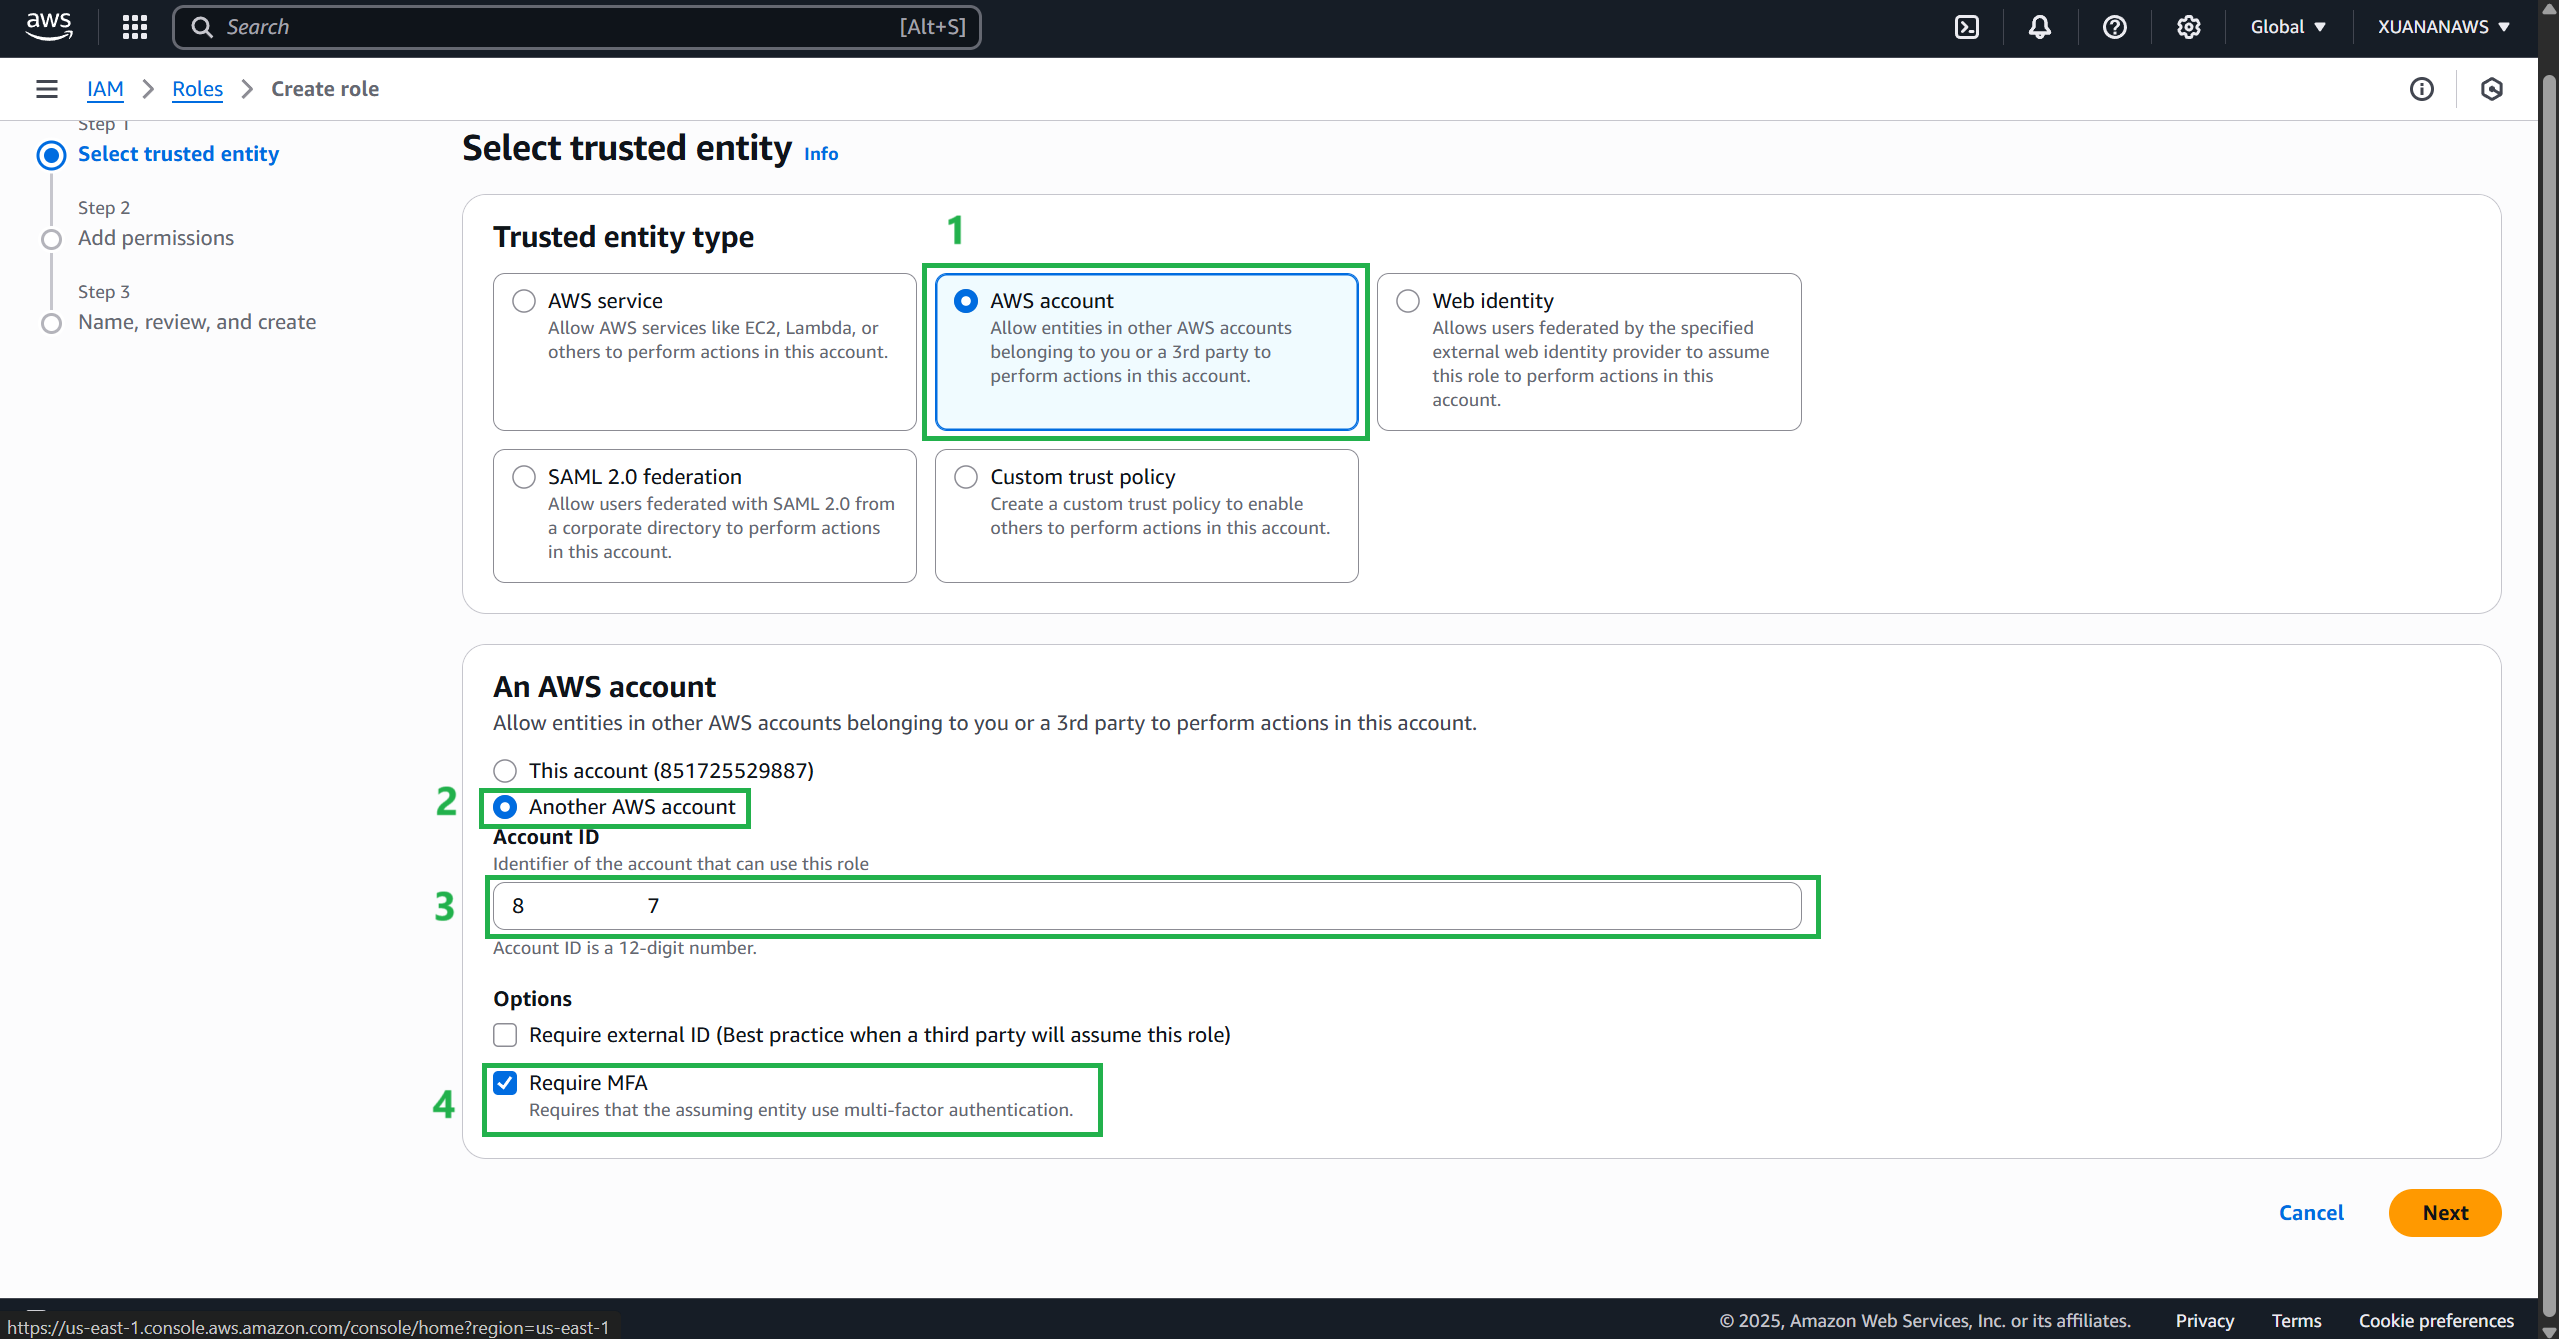 aws
Search [Alt+S]
Global
XUANANAWS
IAM > Roles > Create role
Step 1
Select trusted entity
Step 2
Add permissions
Step 3
Name, review, and create
Select trusted entity Info
Trusted entity type
1
AWS service
Allow AWS services like EC2, Lambda, or
others to perform actions in this account.
AWS account
Allow entities in other AWS accounts
belonging to you or a 3rd party to
perform actions in this account.
Web identity
Allows users federated by the specified
external web identity provider to assume
this role to perform actions in this
account.
SAML 2.0 federation
Allow users federated with SAML 2.0 from
a corporate directory to perform actions
in this account.
Custom trust policy
Create a custom trust policy to enable
others to perform actions in this account.
An AWS account
Allow entities in other AWS accounts belonging to you or a 3rd party to perform actions in this account.
This account (851725529887)
2
Another AWS account
Account ID
Identifier of the account that can use this role
3
8 7
Account ID is a 12-digit number.
Options
Require external ID (Best practice when a third party will assume this role)
4
Require MFA
Requires that the assuming entity use multi-factor authentication.
Cancel
Next
https://us-east-1.console.aws.amazon.com/console/home?region=us-east-1
© 2025, Amazon Web Services, Inc. or its affiliates.
Privacy
Terms
Cookie preferences